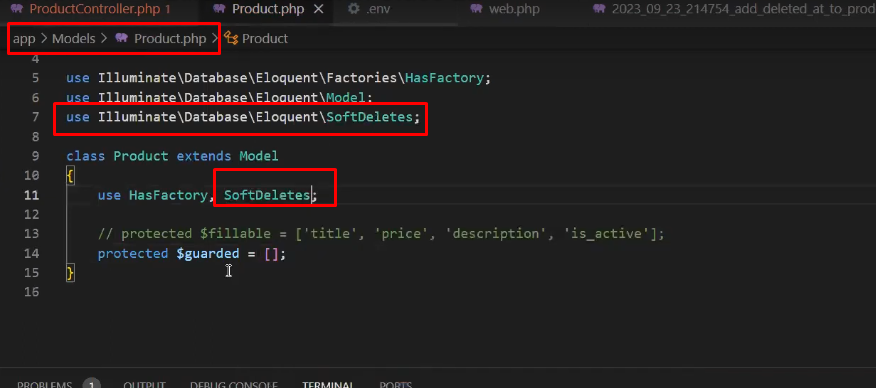 ProductController.php 1 Product.php .env web.php 2023_09_23_214754_add_deleted_at_to_prod
app > Models > Product.php > Product
4
5 use Illuminate\Database\Eloquent\Factories\HasFactory;
6 use Illuminate\Database\Eloquent\Model;
7 use Illuminate\Database\Eloquent\SoftDeletes;
8
9 class Product extends Model
10 {
11 use HasFactory, SoftDeletes;
12
13 // protected $fillable = ['title', 'price', 'description', 'is_active'];
14 protected $guarded = [];
15 }
16
PROBLEMS 1 OUTPUT DEBUG CONSOLE TERMINAL PORTS